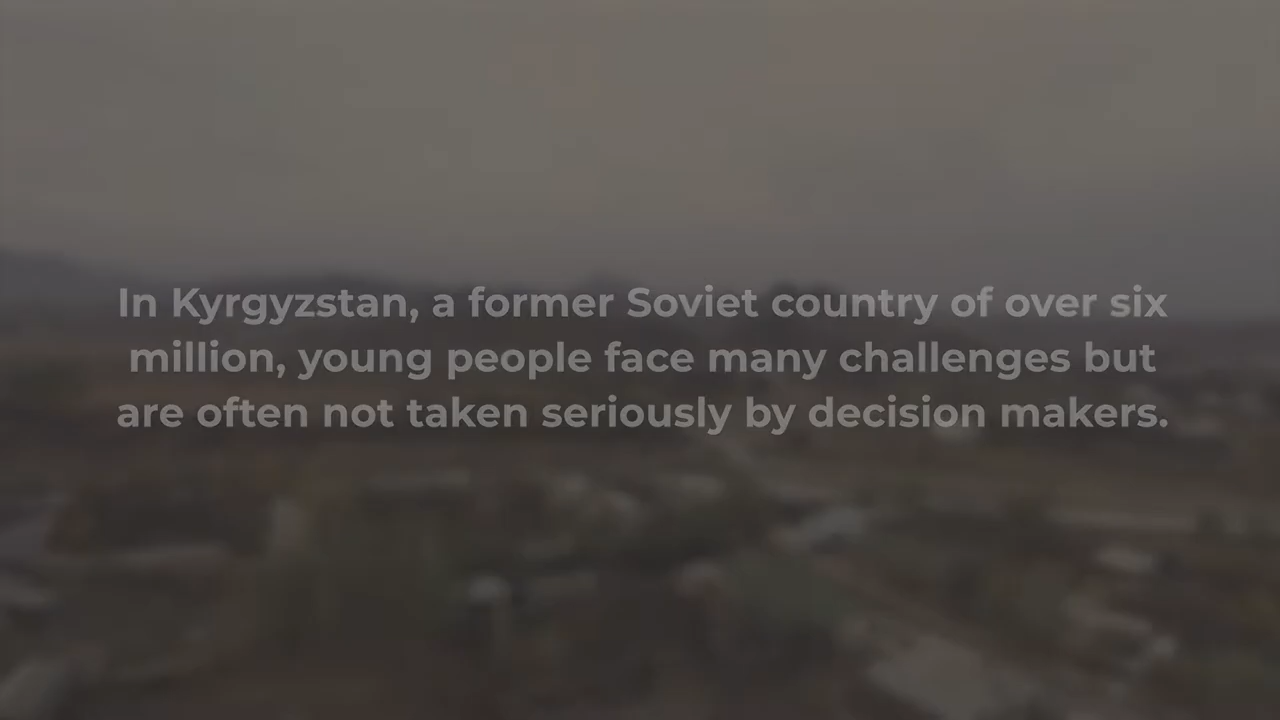 In Kyrgyzstan, a former Soviet country of over six
million, young people face many challenges but
are often not taken seriously by decision makers.